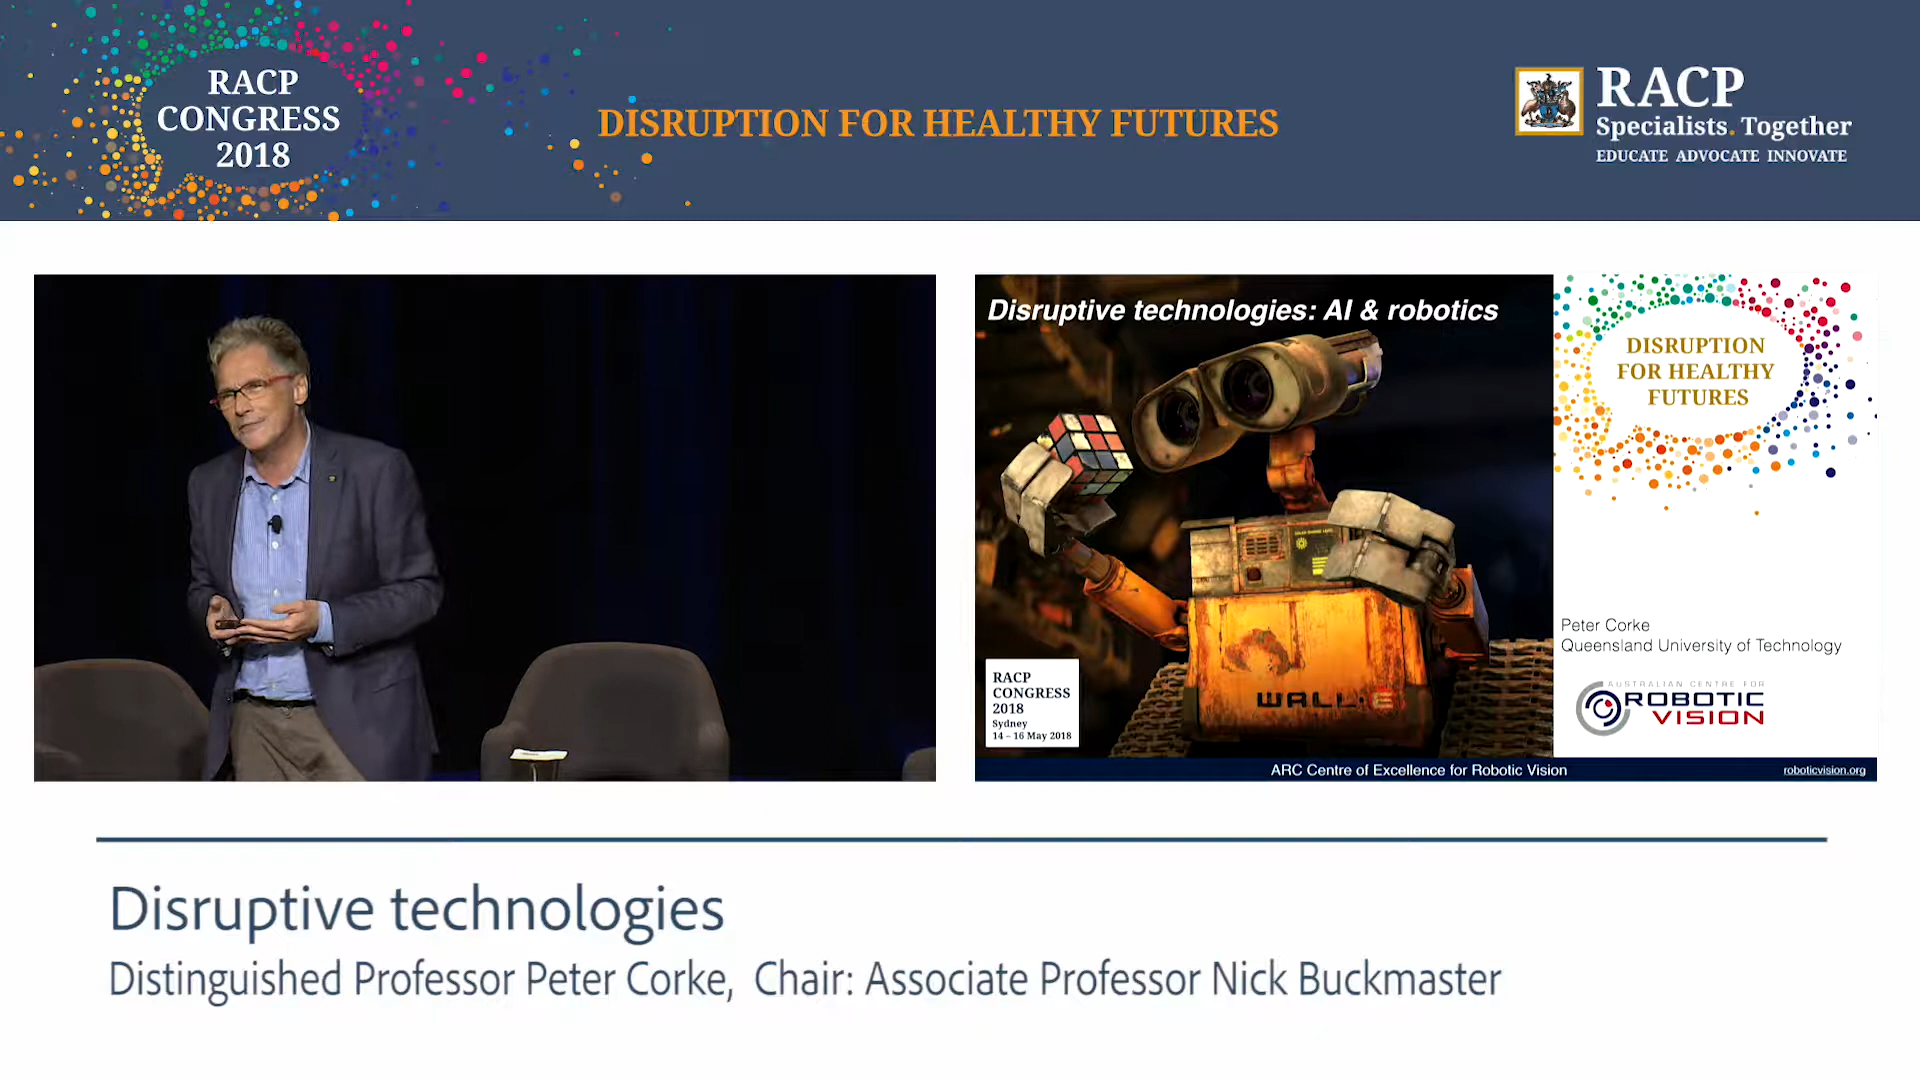 RACP
CONGRESS
2018
DISRUPTION FOR HEALTHY FUTURES
RACP
Specialists. Together
EDUCATE ADVOCATE INNOVATE
Disruptive technologies: AI & robotics
DISRUPTION
FOR HEALTHY
FUTURES
WALL·E
RACP
CONGRESS
2018
Sydney
14 – 16 May 2018
Peter Corke
Queensland University of Technology
AUSTRALIAN CENTRE FOR
ROBOTIC
VISION
ARC Centre of Excellence for Robotic Vision
roboticvision.org
Disruptive technologies
Distinguished Professor Peter Corke, Chair: Associate Professor Nick Buckmaster